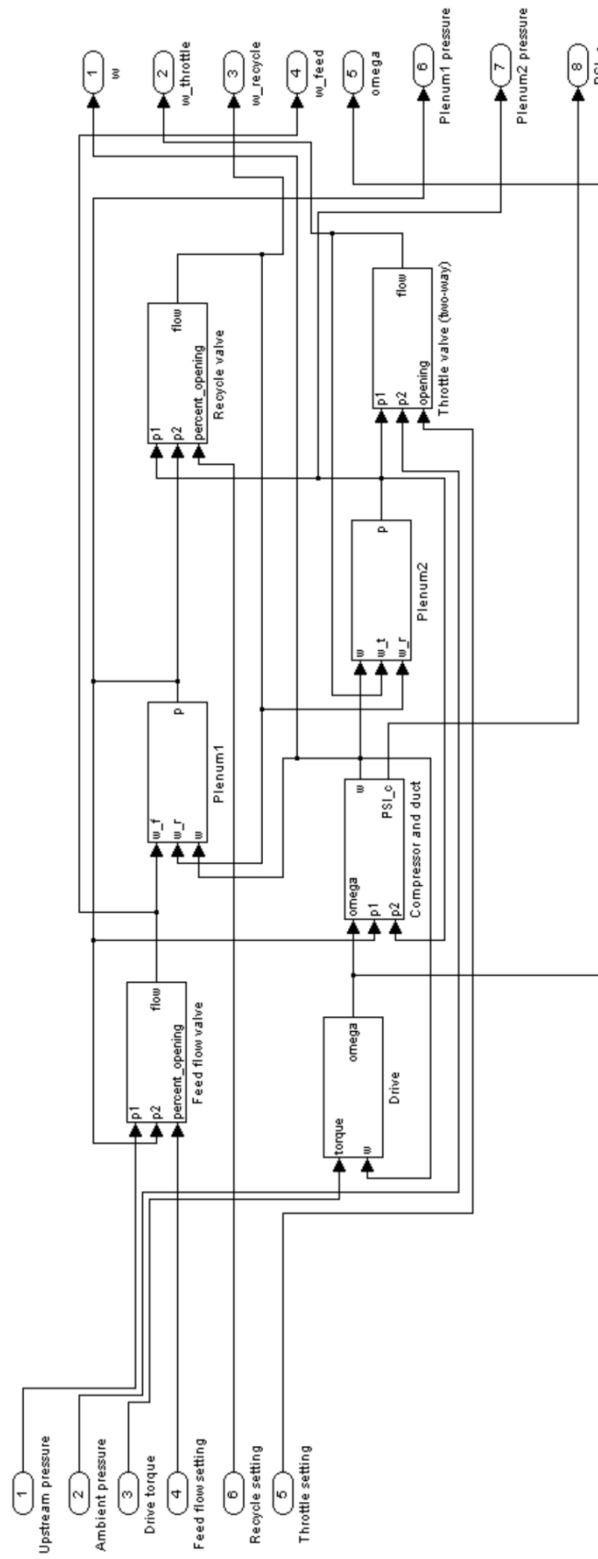 1
Upstream pressure
2
Ambient pressure
3
Drive torque
4
Feed flow setting
6
Recycle setting
5
Throttle setting
p1
p2
percent_opening
flow
Feed flow valve
torque
w
omega
Drive
w_f
w_r
w
p
Plenum1
omega
p1
p2
w
PSI_c
Compressor and duct
p1
p2
percent_opening
flow
Recycle valve
w
w_t
w_r
p
Plenum2
p1
p2
opening
flow
Throttle valve (two-way)
1
w
2
w_throttle
3
w_recycle
4
w_feed
5
omega
6
Plenum1 pressure
7
Plenum2 pressure
8